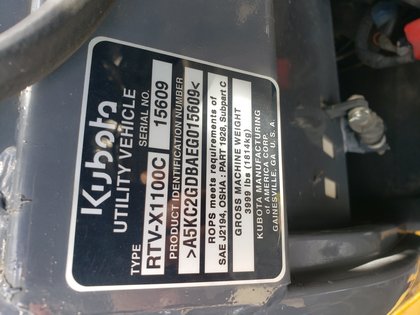 Kubota
UTILITY VEHICLE
TYPE SERIAL NO.
RTV-X1100C 15609
PRODUCT IDENTIFICATION NUMBER
>A5KC2GDBAEG015609<
ROPS meets requirements of
SAE J2194, OSHA : PART 1928, Subpart C
GROSS MACHINE WEIGHT
3999 lbs (1814kg)
KUBOTA MANUFACTURING
of AMERICA CORP.
GAINESVILLE, GA U. S. A.